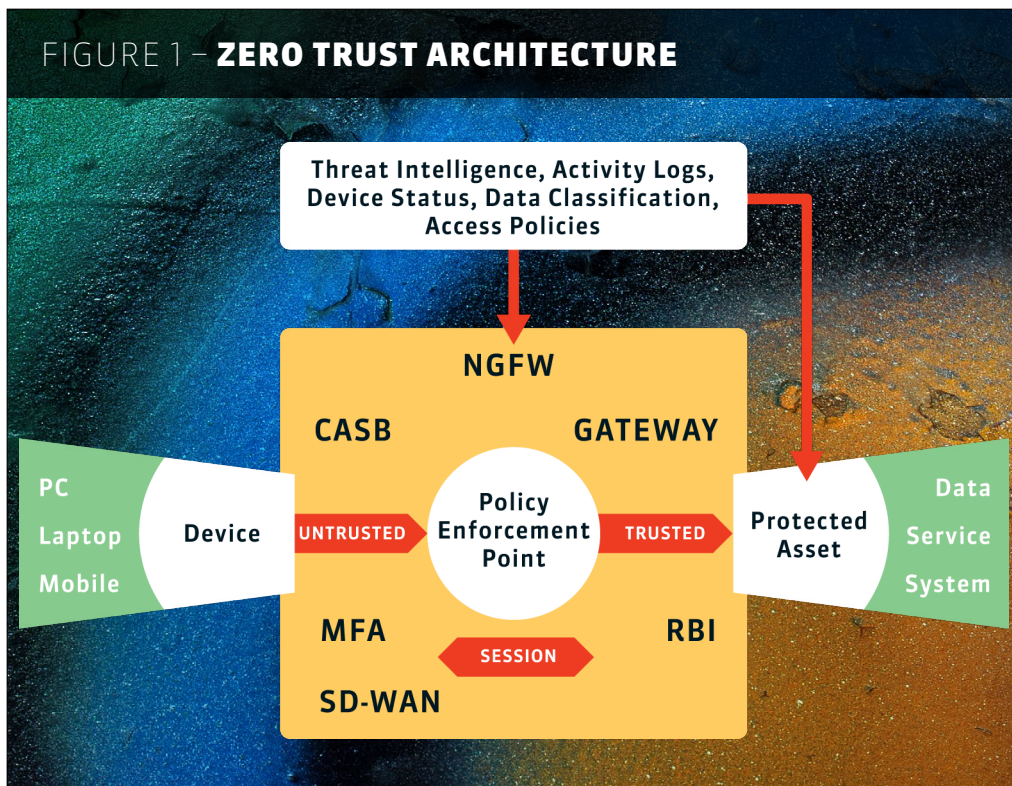 FIGURE 1 – ZERO TRUST ARCHITECTURE
Threat Intelligence, Activity Logs,
Device Status, Data Classification,
Access Policies
NGFW
CASB
GATEWAY
PC
Laptop
Mobile
Device
UNTRUSTED
Policy
Enforcement
Point
TRUSTED
Protected
Asset
Data
Service
System
MFA
RBI
SESSION
SD-WAN